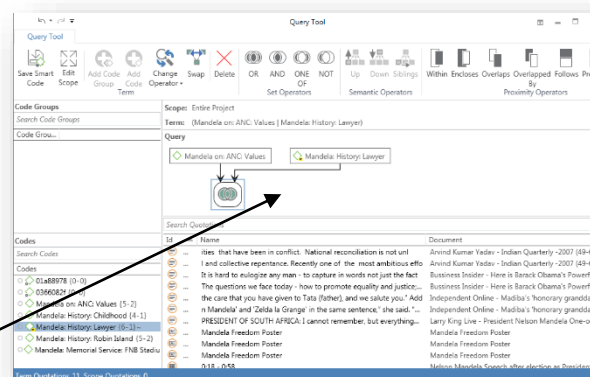 Query Tool
Query Tool
Save Smart Code
Edit Scope
Add Code Group
Add Code
Change Operator
Swap
Delete
OR
AND
ONE OF
NOT
Up
Down
Siblings
Within
Encloses
Overlaps
Overlapped By
Follows
Term
Set Operators
Semantic Operators
Proximity Operators
Code Groups
Search Code Groups
Code Grou...
Scope: Entire Project
Term: (Mandela on: ANC: Values | Mandela: History: Lawyer)
Query
Mandela on: ANC: Values
Mandela: History: Lawyer
Search Quotations
Id Name Document
ities that have been in conflict. National reconciliation is not unl Arvind Kumar Yadav - Indian Quarterly -2007 [49-6
I and collective repentance. Recently one of the most ambitious effo Arvind Kumar Yadav - Indian Quarterly -2007 [49-6
It is hard to eulogize any man - to capture in words not just the fact Bussiness Insider - Here is Barack Obama's Powerf
The questions we face today - how to promote equality and justice;... Bussiness Insider - Here is Barack Obama's Powerf
the care that you have given to Tata (father), and we salute you." Add Independent Online - Madiba's 'honorary grandda
n Mandela' and 'Zelda la Grange' in the same sentence," she said. "... Independent Online - Madiba's 'honorary grandda
PRESIDENT OF SOUTH AFRICA: I cannot remember, but everything... Larry King Live - President Nelson Mandela One-o
Mandela Freedom Poster Mandela Freedom Poster
Mandela Freedom Poster Mandela Freedom Poster
Mandela Freedom Poster Mandela Freedom Poster
0:18 - 0:58 Nelson Mandela Speech after election as President
Codes
Search Codes
Codes
01a88978 {0-0}
0366082f {0-0}
Mandela on: ANC: Values {5-2}
Mandela: History: Childhood {4-1}
Mandela: History: Lawyer {6-3}~
Mandela: History: Robin Island {5-2}
Mandela: Memorial Service: FNB Stadiu
Term Quotations 11, Scope Quotations 0